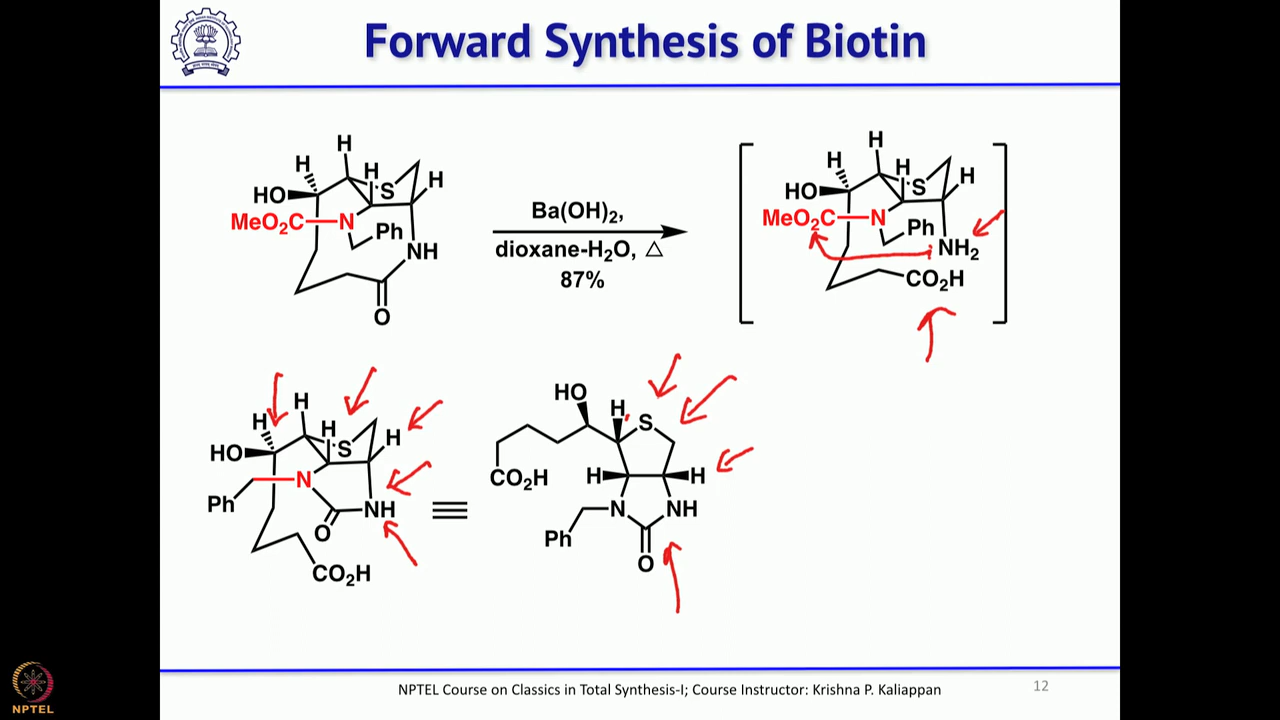 Forward Synthesis of Biotin
H
H
H
H
S
HO
MeO₂C
N
Ph
NH
O
Ba(OH)₂,
dioxane-H₂O, △
87%
H
H
H
H
S
HO
MeO₂C
N
Ph
NH₂
CO₂H
H
H
H
H
S
HO
N
Ph
NH
O
CO₂H
HO
H
S
CO₂H
H
H
N
NH
Ph
O
NPTEL
NPTEL Course on Classics in Total Synthesis-I; Course Instructor: Krishna P. Kaliappan
12